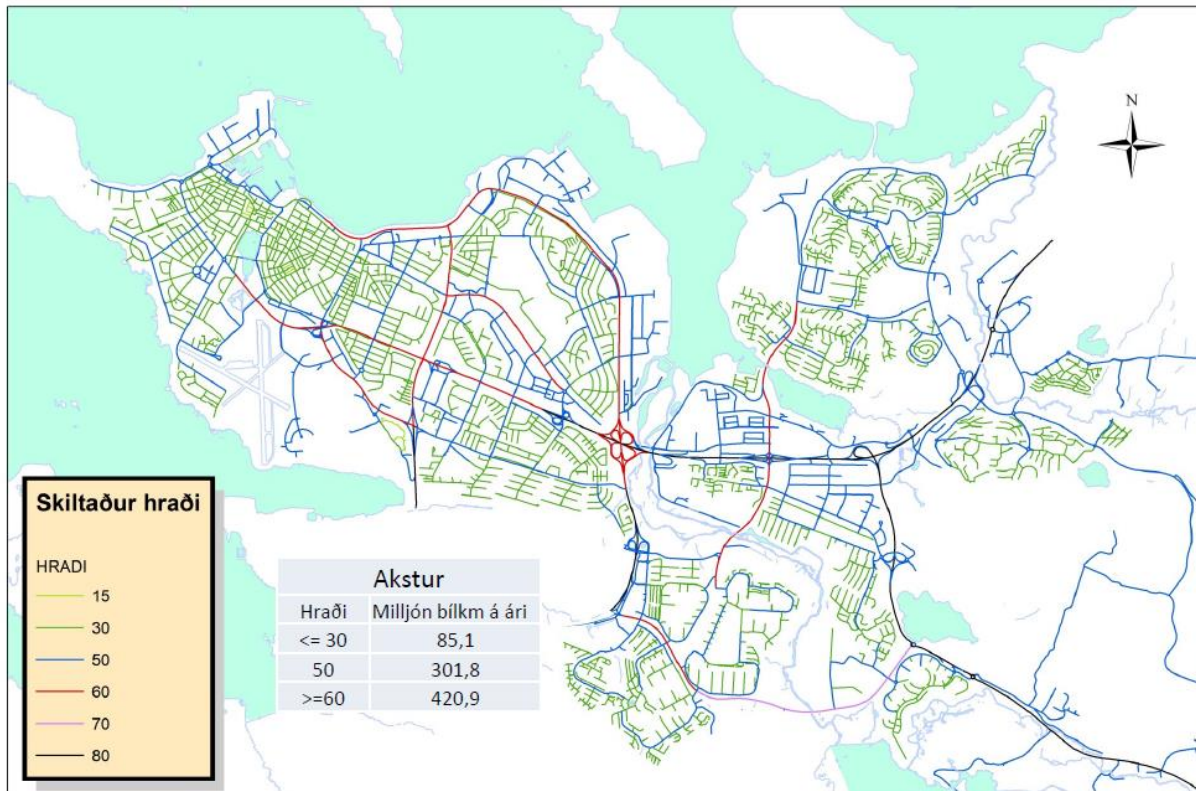 N
Skiltaður hraði
HRADI
15
30
50
60
70
80
Akstur
Hraði Milljón bílkm á ári
<= 30 85,1
50 301,8
>=60 420,9